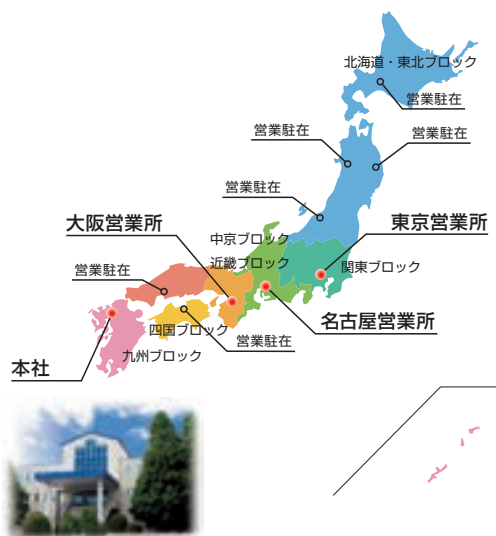 北海道・東北ブロック
営業駐在
営業駐在
営業駐在
営業駐在
大阪営業所
東京営業所
中京ブロック
近畿ブロック
関東ブロック
営業駐在
名古屋営業所
四国ブロック
営業駐在
九州ブロック
本社